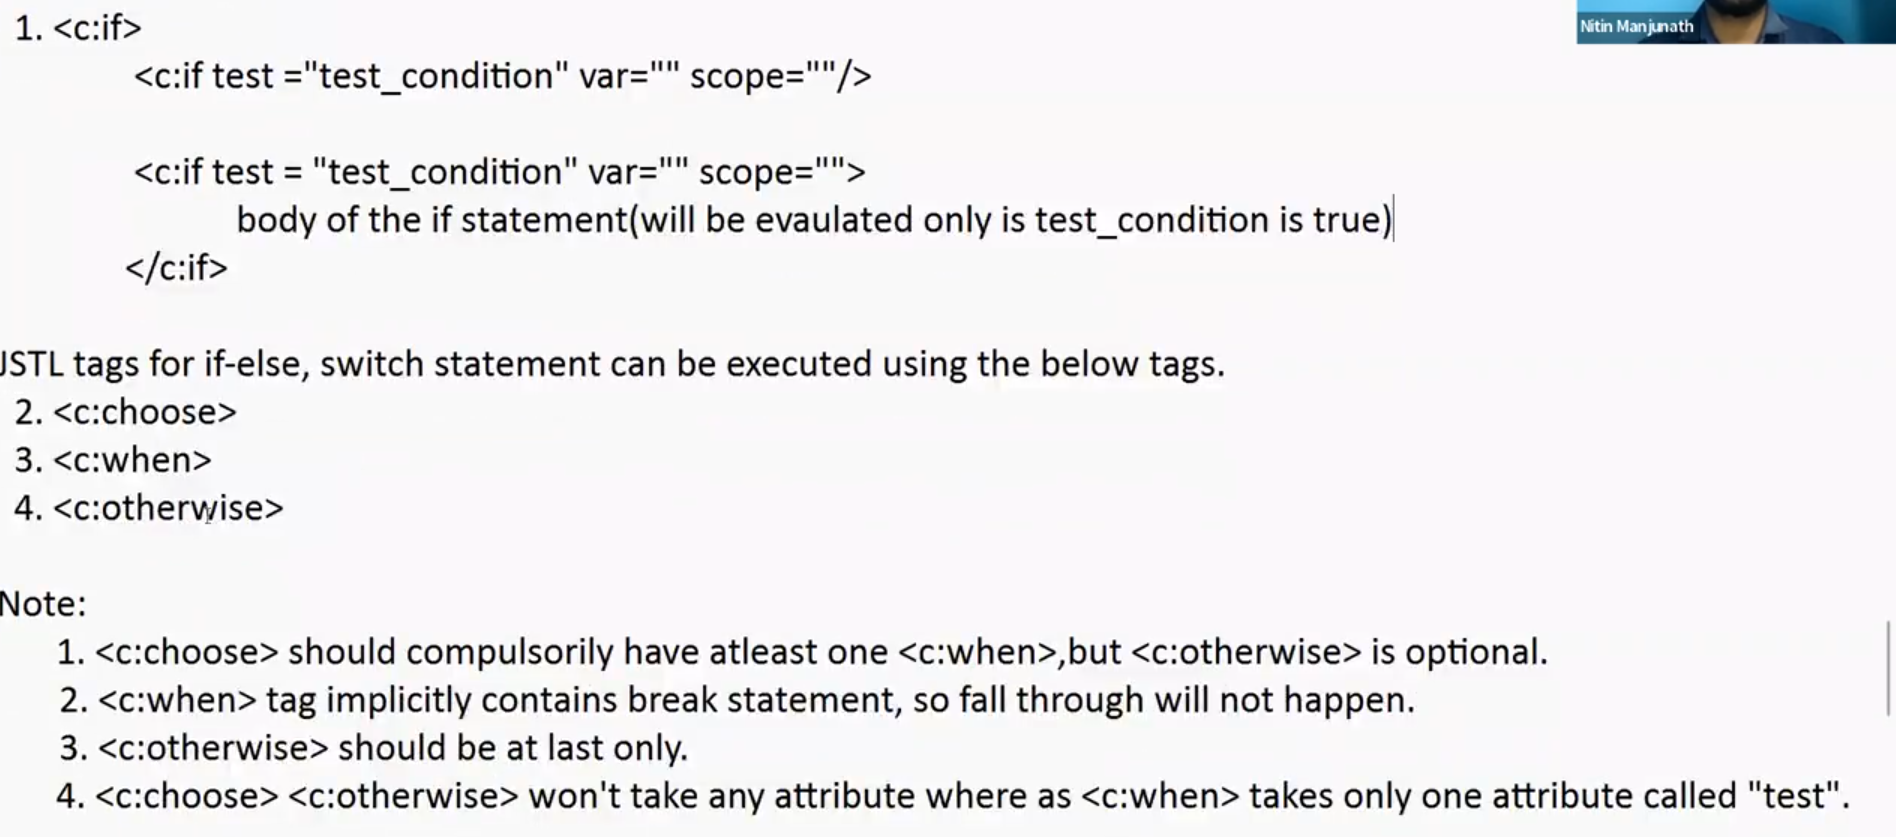 1. <c:if>
Nitin Manjunath
<c:if test ="test_condition" var="" scope=""/>
<c:if test = "test_condition" var="" scope="">
body of the if statement(will be evaulated only is test_condition is true)
</c:if>
JSTL tags for if-else, switch statement can be executed using the below tags.
2. <c:choose>
3. <c:when>
4. <c:otherwise>
Note:
1. <c:choose> should compulsorily have atleast one <c:when>,but <c:otherwise> is optional.
2. <c:when> tag implicitly contains break statement, so fall through will not happen.
3. <c:otherwise> should be at last only.
4. <c:choose> <c:otherwise> won't take any attribute where as <c:when> takes only one attribute called "test".